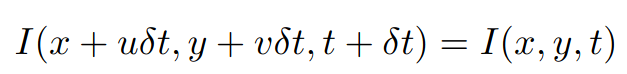 I(x + uδt, y + vδt, t + δt) = I(x, y, t)